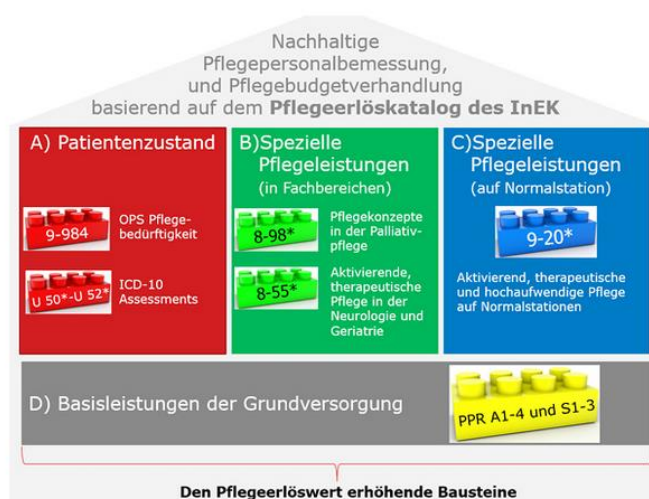 Nachhaltige
Pflegepersonalbemessung,
und Pflegebudgetverhandlung
basierend auf dem Pflegeerlöskatalog des InEK
A) Patientenzustand
9-984
OPS Pflege-
bedürftigkeit
U 50*-U 52*
ICD-10
Assessments
B)Spezielle
Pflegeleistungen
(in Fachbereichen)
8-98*
Pflegekonzepte
in der Palliativ-
pflege
8-55*
Aktivierende,
therapeutische
Pflege in der
Neurologie und
Geriatrie
C)Spezielle
Pflegeleistungen
(auf Normalstation)
9-20*
Aktivierend, therapeutische
und hochaufwendige Pflege
auf Normalstationen
D) Basisleistungen der Grundversorgung
PPR A1-4 und S1-3
Den Pflegeerlöswert erhöhende Bausteine